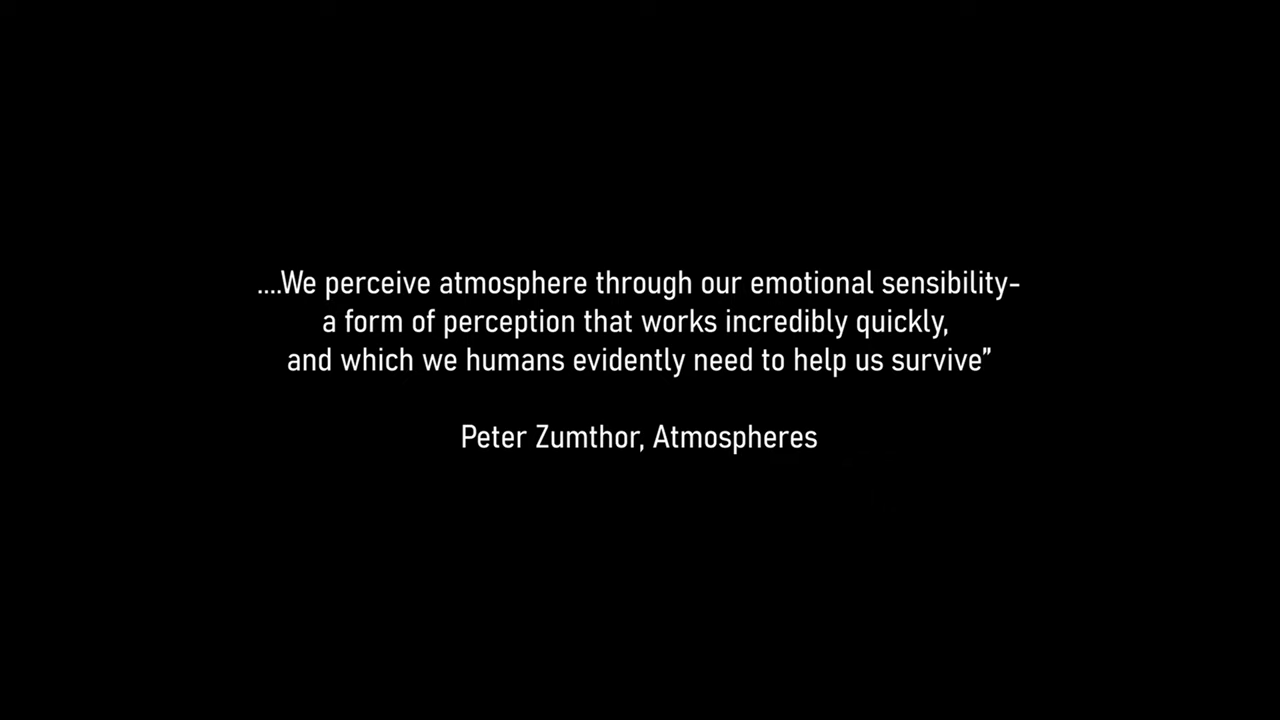 ....We perceive atmosphere through our emotional sensibility-
a form of perception that works incredibly quickly,
and which we humans evidently need to help us survive”
Peter Zumthor, Atmospheres